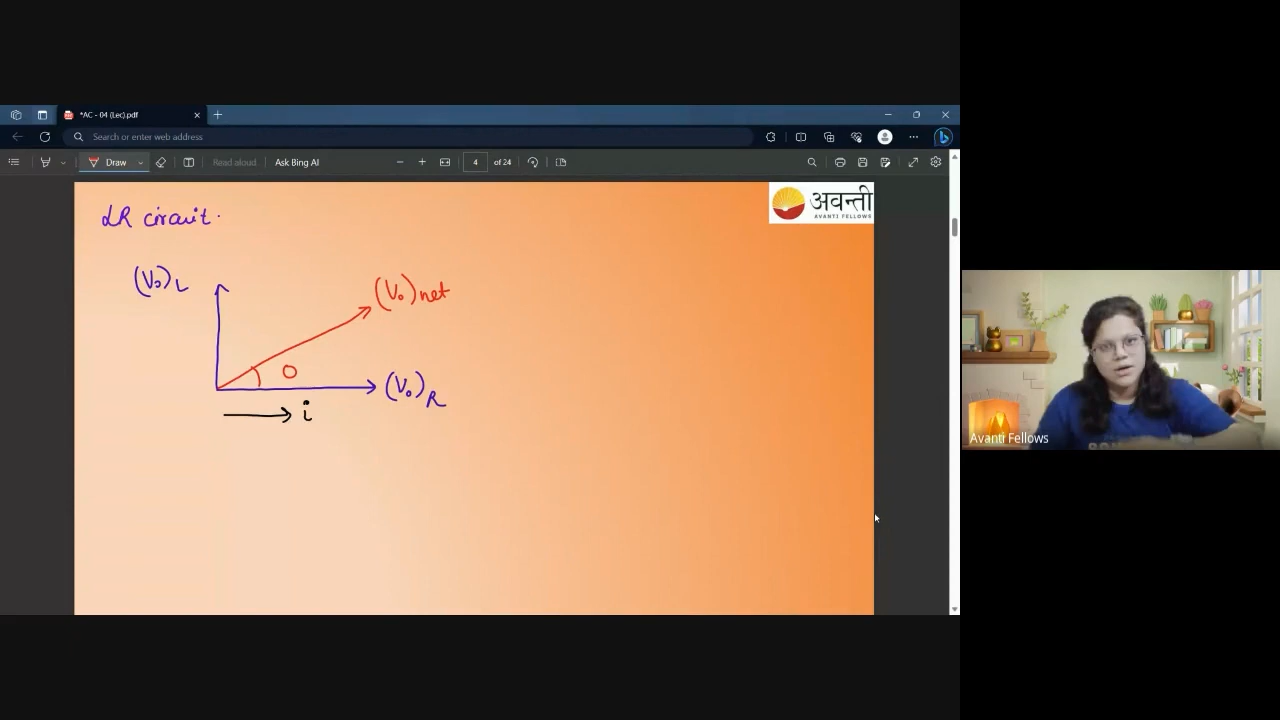 *AC - 04 (Lec).pdf
Search or enter web address
Draw
Read aloud
Ask Bing AI
4 of 24
LR circuit.
अवन्ती
AVANTI FELLOWS
(V₀)L
(V₀)net
(V₀)R
i
Avanti Fellows